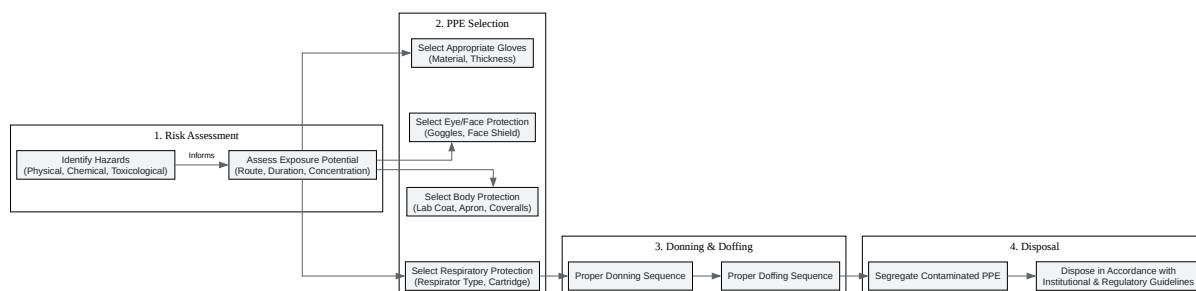 1. Risk Assessment
Identify Hazards
(Physical, Chemical, Toxicological)
Informs
Assess Exposure Potential
(Route, Duration, Concentration)
2. PPE Selection
Select Appropriate Gloves
(Material, Thickness)
Select Eye/Face Protection
(Goggles, Face Shield)
Select Body Protection
(Lab Coat, Apron, Coveralls)
Select Respiratory Protection
(Respirator Type, Cartridge)
3. Donning & Doffing
Proper Donning Sequence
Proper Doffing Sequence
4. Disposal
Segregate Contaminated PPE
Dispose in Accordance with
Institutional & Regulatory Guidelines